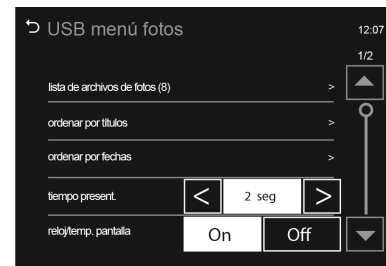 USB menú fotos
12:07
1/2
lista de archivos de fotos (8) >
ordenar por títulos >
ordenar por fechas >
tiempo present. < 2 seg >
reloj/temp. pantalla On Off